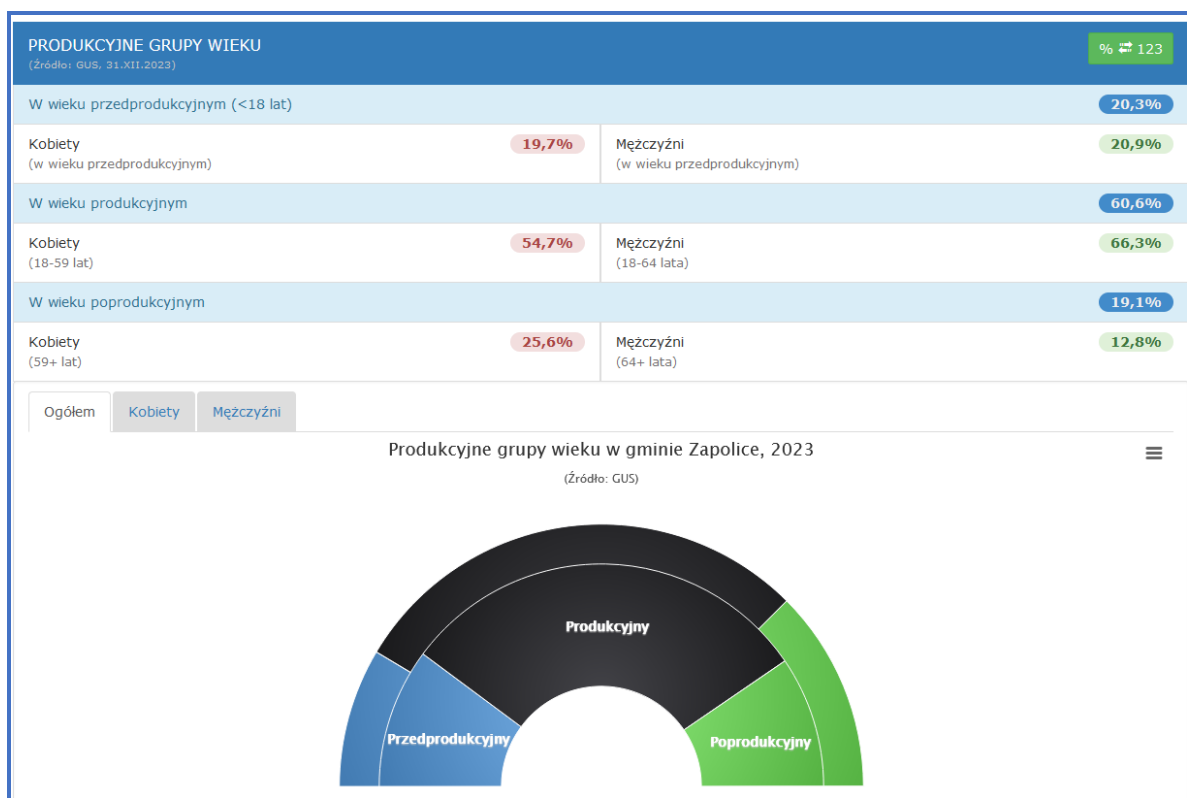 PRODUKCYJNE GRUPY WIEKU
% 123
(Źródło: GUS, 31.XII.2023)
W wieku przedprodukcyjnym (<18 lat) 20,3%
Kobiety 19,7% Mężczyźni 20,9%
(w wieku przedprodukcyjnym) (w wieku przedprodukcyjnym)
W wieku produkcyjnym 60,6%
Kobiety 54,7% Mężczyźni 66,3%
(18-59 lat) (18-64 lata)
W wieku poprodukcyjnym 19,1%
Kobiety 25,6% Mężczyźni 12,8%
(59+ lat) (64+ lata)
Ogółem Kobiety Mężczyźni
Produkcyjne grupy wieku w gminie Zapolice, 2023
(Źródło: GUS)
Produkcyjny
Przedprodukcyjny Poprodukcyjny